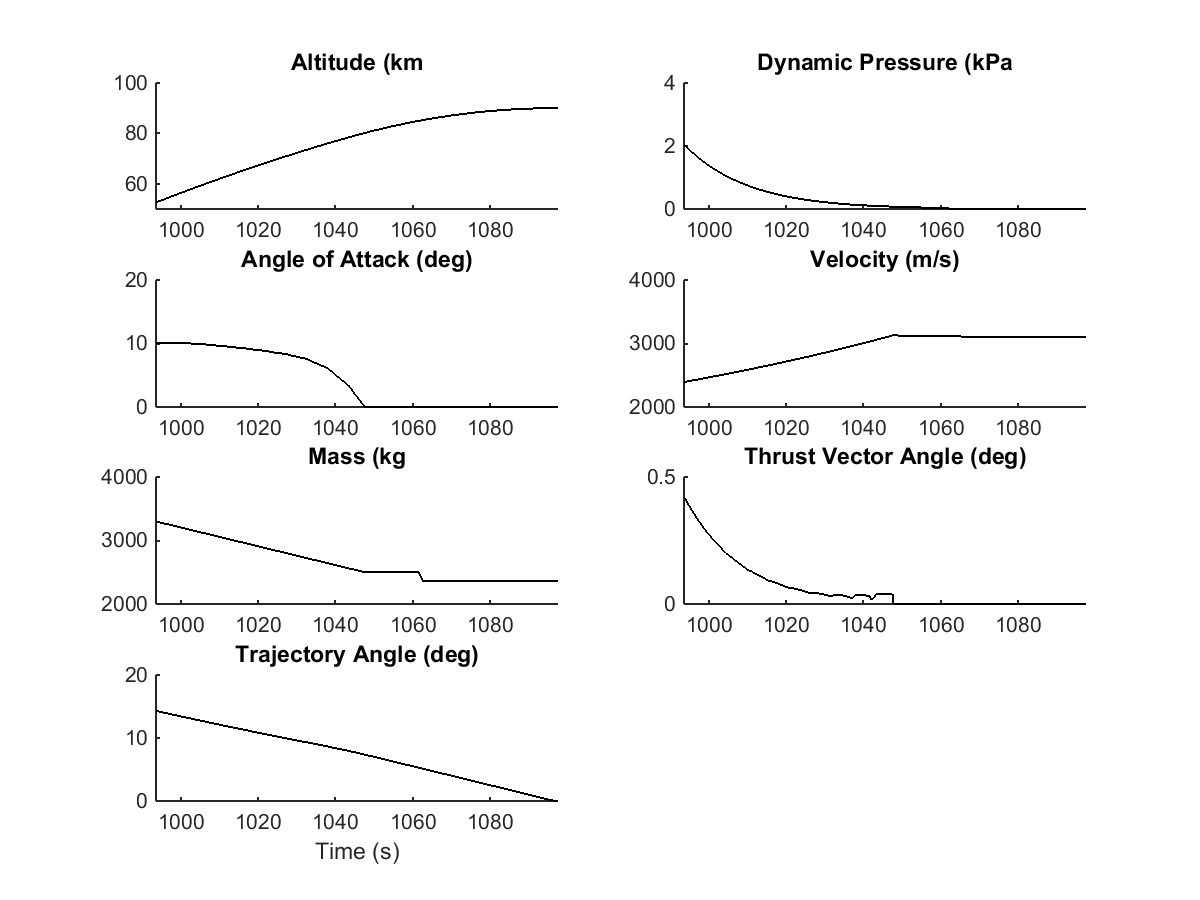 Altitude (km
100
80
60
1000 1020 1040 1060 1080
Dynamic Pressure (kPa
4
2
0
1000 1020 1040 1060 1080
Angle of Attack (deg)
20
10
0
1000 1020 1040 1060 1080
Velocity (m/s)
4000
3000
2000
1000 1020 1040 1060 1080
Mass (kg
4000
3000
2000
1000 1020 1040 1060 1080
Thrust Vector Angle (deg)
0.5
0
1000 1020 1040 1060 1080
Trajectory Angle (deg)
20
10
0
1000 1020 1040 1060 1080
Time (s)